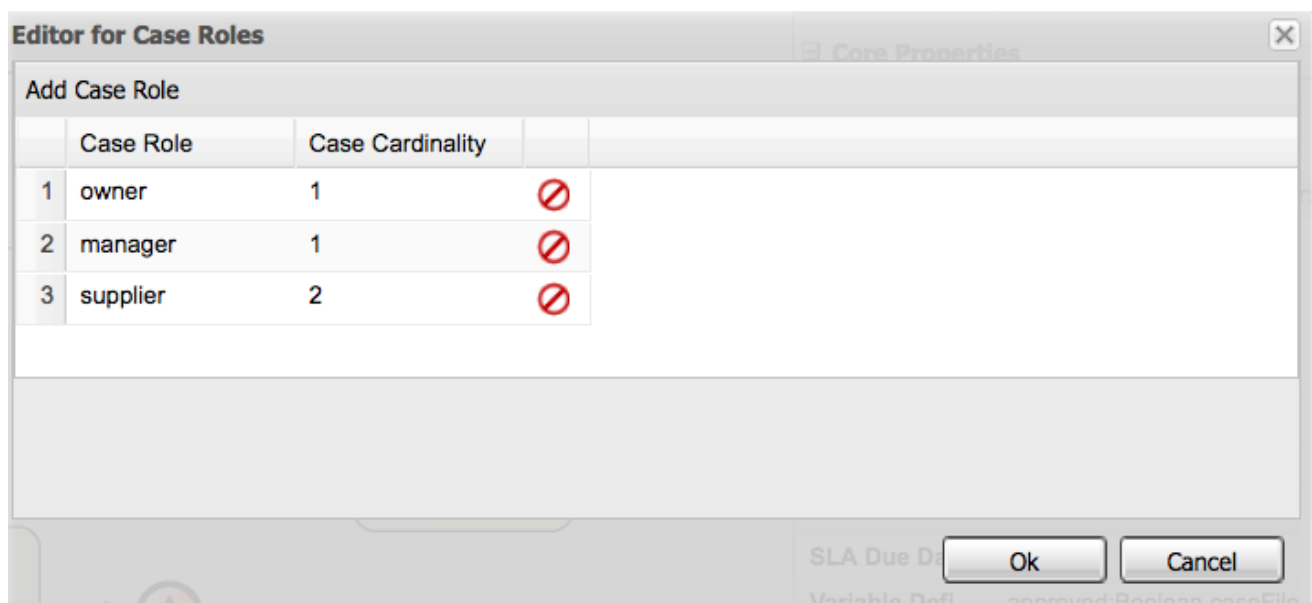 Editor for Case Roles
Core Properties
Add Case Role
Case Role Case Cardinality
1 owner 1
2 manager 1
3 supplier 2
SLA Due Da
Ok Cancel
Variable Defi approved:Boolean,caseFile